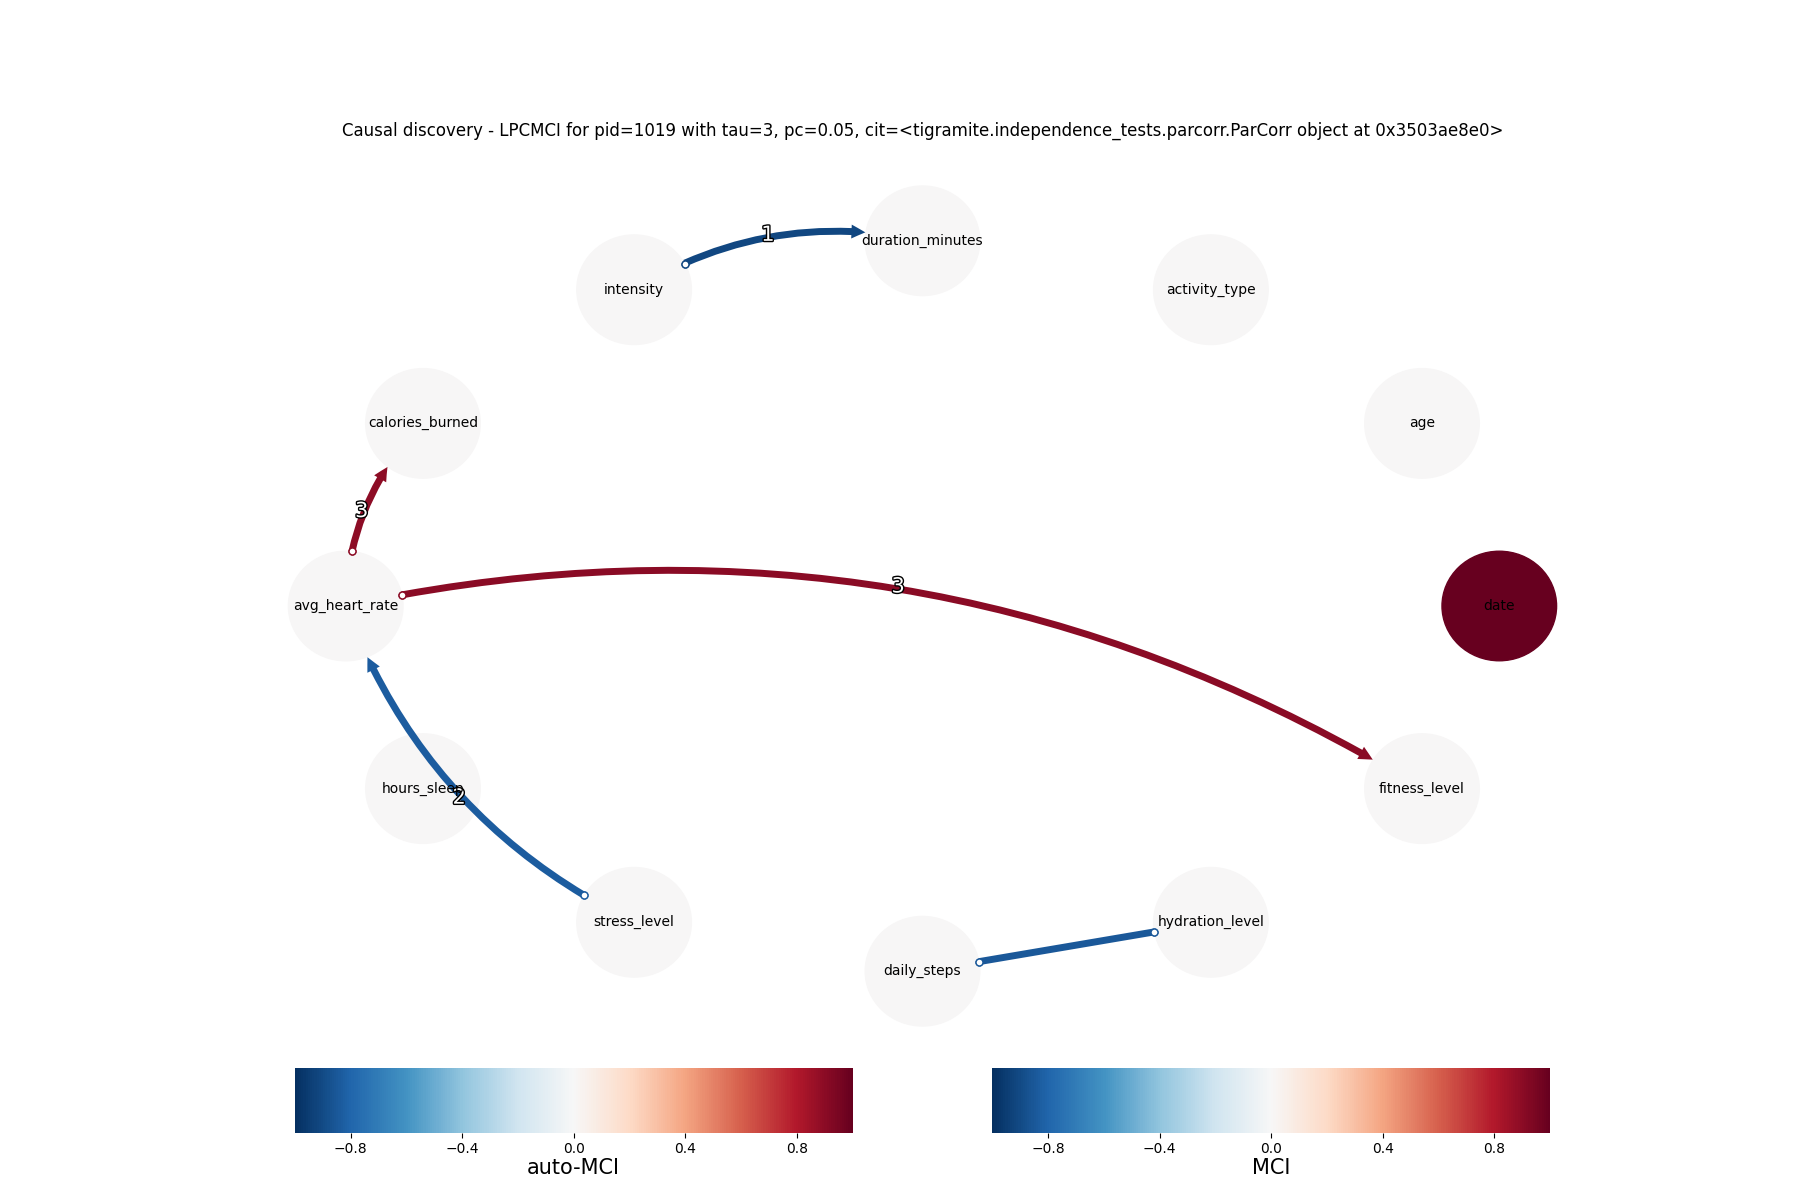 Causal discovery - LPCMCI for pid=1019 with tau=3, pc=0.05, cit=<tigramite.independence_tests.parcorr.ParCorr object at 0x3503ae8e0>
1
duration_minutes
intensity
activity_type
calories_burned
age
3
3
avg_heart_rate
date
hours_sleep
2
fitness_level
stress_level
hydration_level
daily_steps
−0.8 −0.4 0.0 0.4 0.8
auto-MCI
−0.8 −0.4 0.0 0.4 0.8
MCI